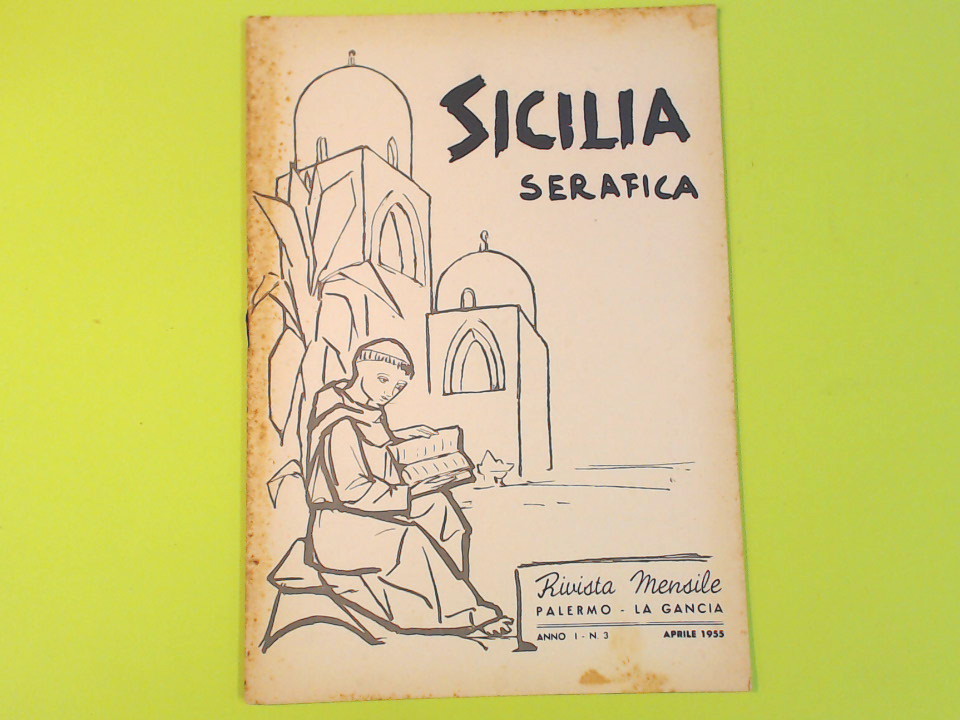 SICILIA
SERAFICA
Rivista Mensile
PALERMO - LA GANCIA
ANNO I - N. 3 APRILE 1955